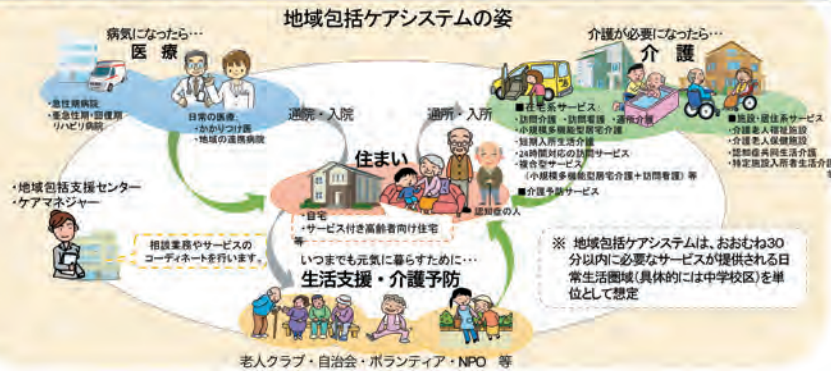 地域包括ケアシステムの姿
病気になったら…
医 療
・急性期病院
・亜急性期・回復期
リハビリ病院
日常の医療:
・かかりつけ医
・地域の連携病院
通院・入院
通所・入所
介護が必要になったら…
介 護
■在宅系サービス:
・訪問介護 ・訪問看護 ・通所介護
・小規模多機能型居宅介護
・短期入所生活介護
・24時間対応の訪問サービス
・複合型サービス
(小規模多機能型居宅介護+訪問看護) 等
■介護予防サービス
■施設・居住系サービス
・介護老人福祉施設
・介護老人保健施設
・認知症共同生活介護
・特定施設入所者生活介護
等
住まい
・自宅
・サービス付き高齢者向け住宅
等
認知症の人
・地域包括支援センター
・ケアマネジャー
相談業務やサービスの
コーディネートを行います。
いつまでも元気に暮らすために…
生活支援・介護予防
老人クラブ・自治会・ボランティア・NPO 等
※ 地域包括ケアシステムは、おおむね30
分以内に必要なサービスが提供される日
常生活圏域(具体的には中学校区)を単
位として想定